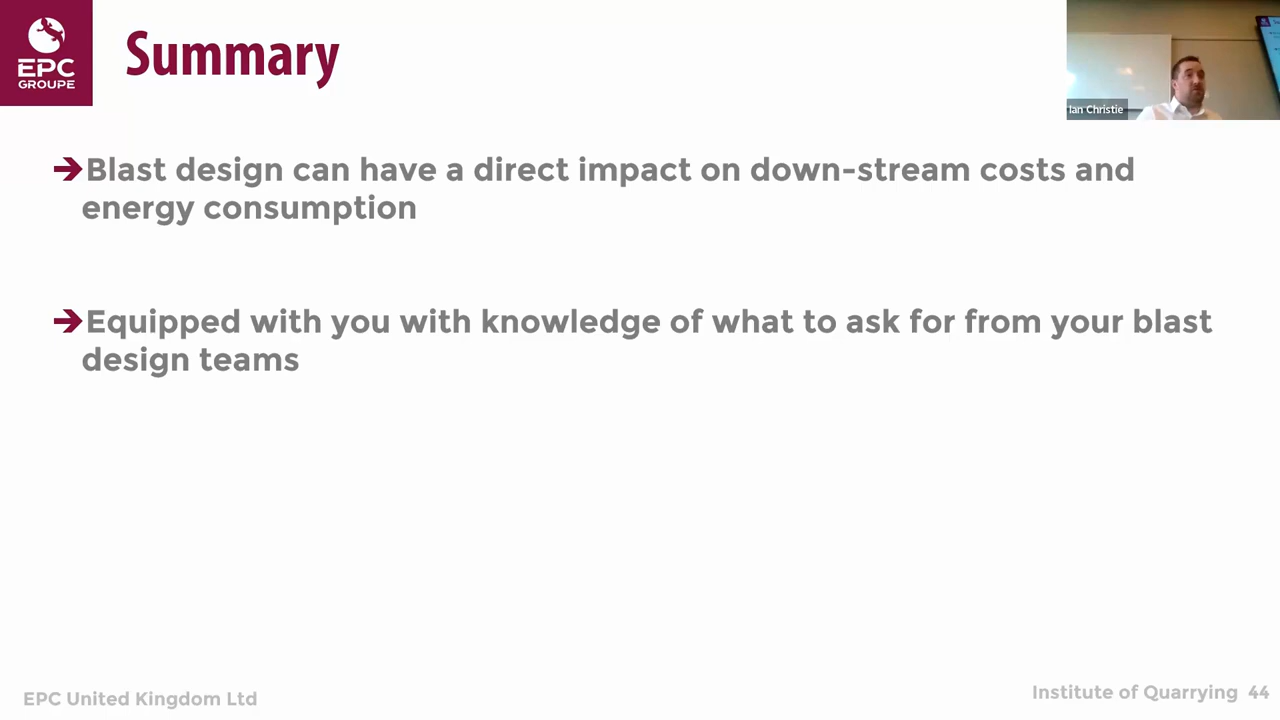 EPC
GROUPE
Summary
Ian Christie
Blast design can have a direct impact on down-stream costs and
energy consumption
Equipped with you with knowledge of what to ask for from your blast
design teams
EPC United Kingdom Ltd
Institute of Quarrying 44